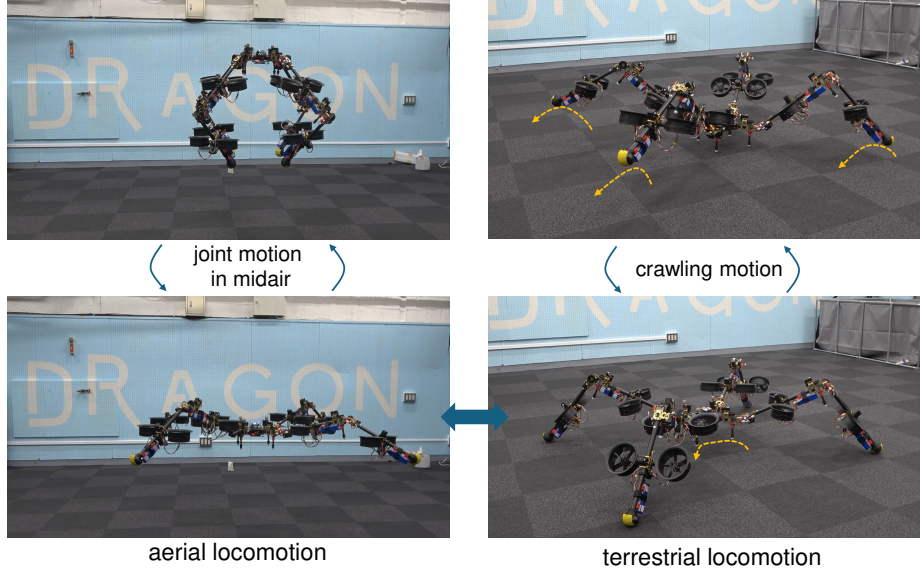 DRAGON
DRAGON
joint motion
in midair
crawling motion
DRAGON
aerial locomotion
terrestrial locomotion